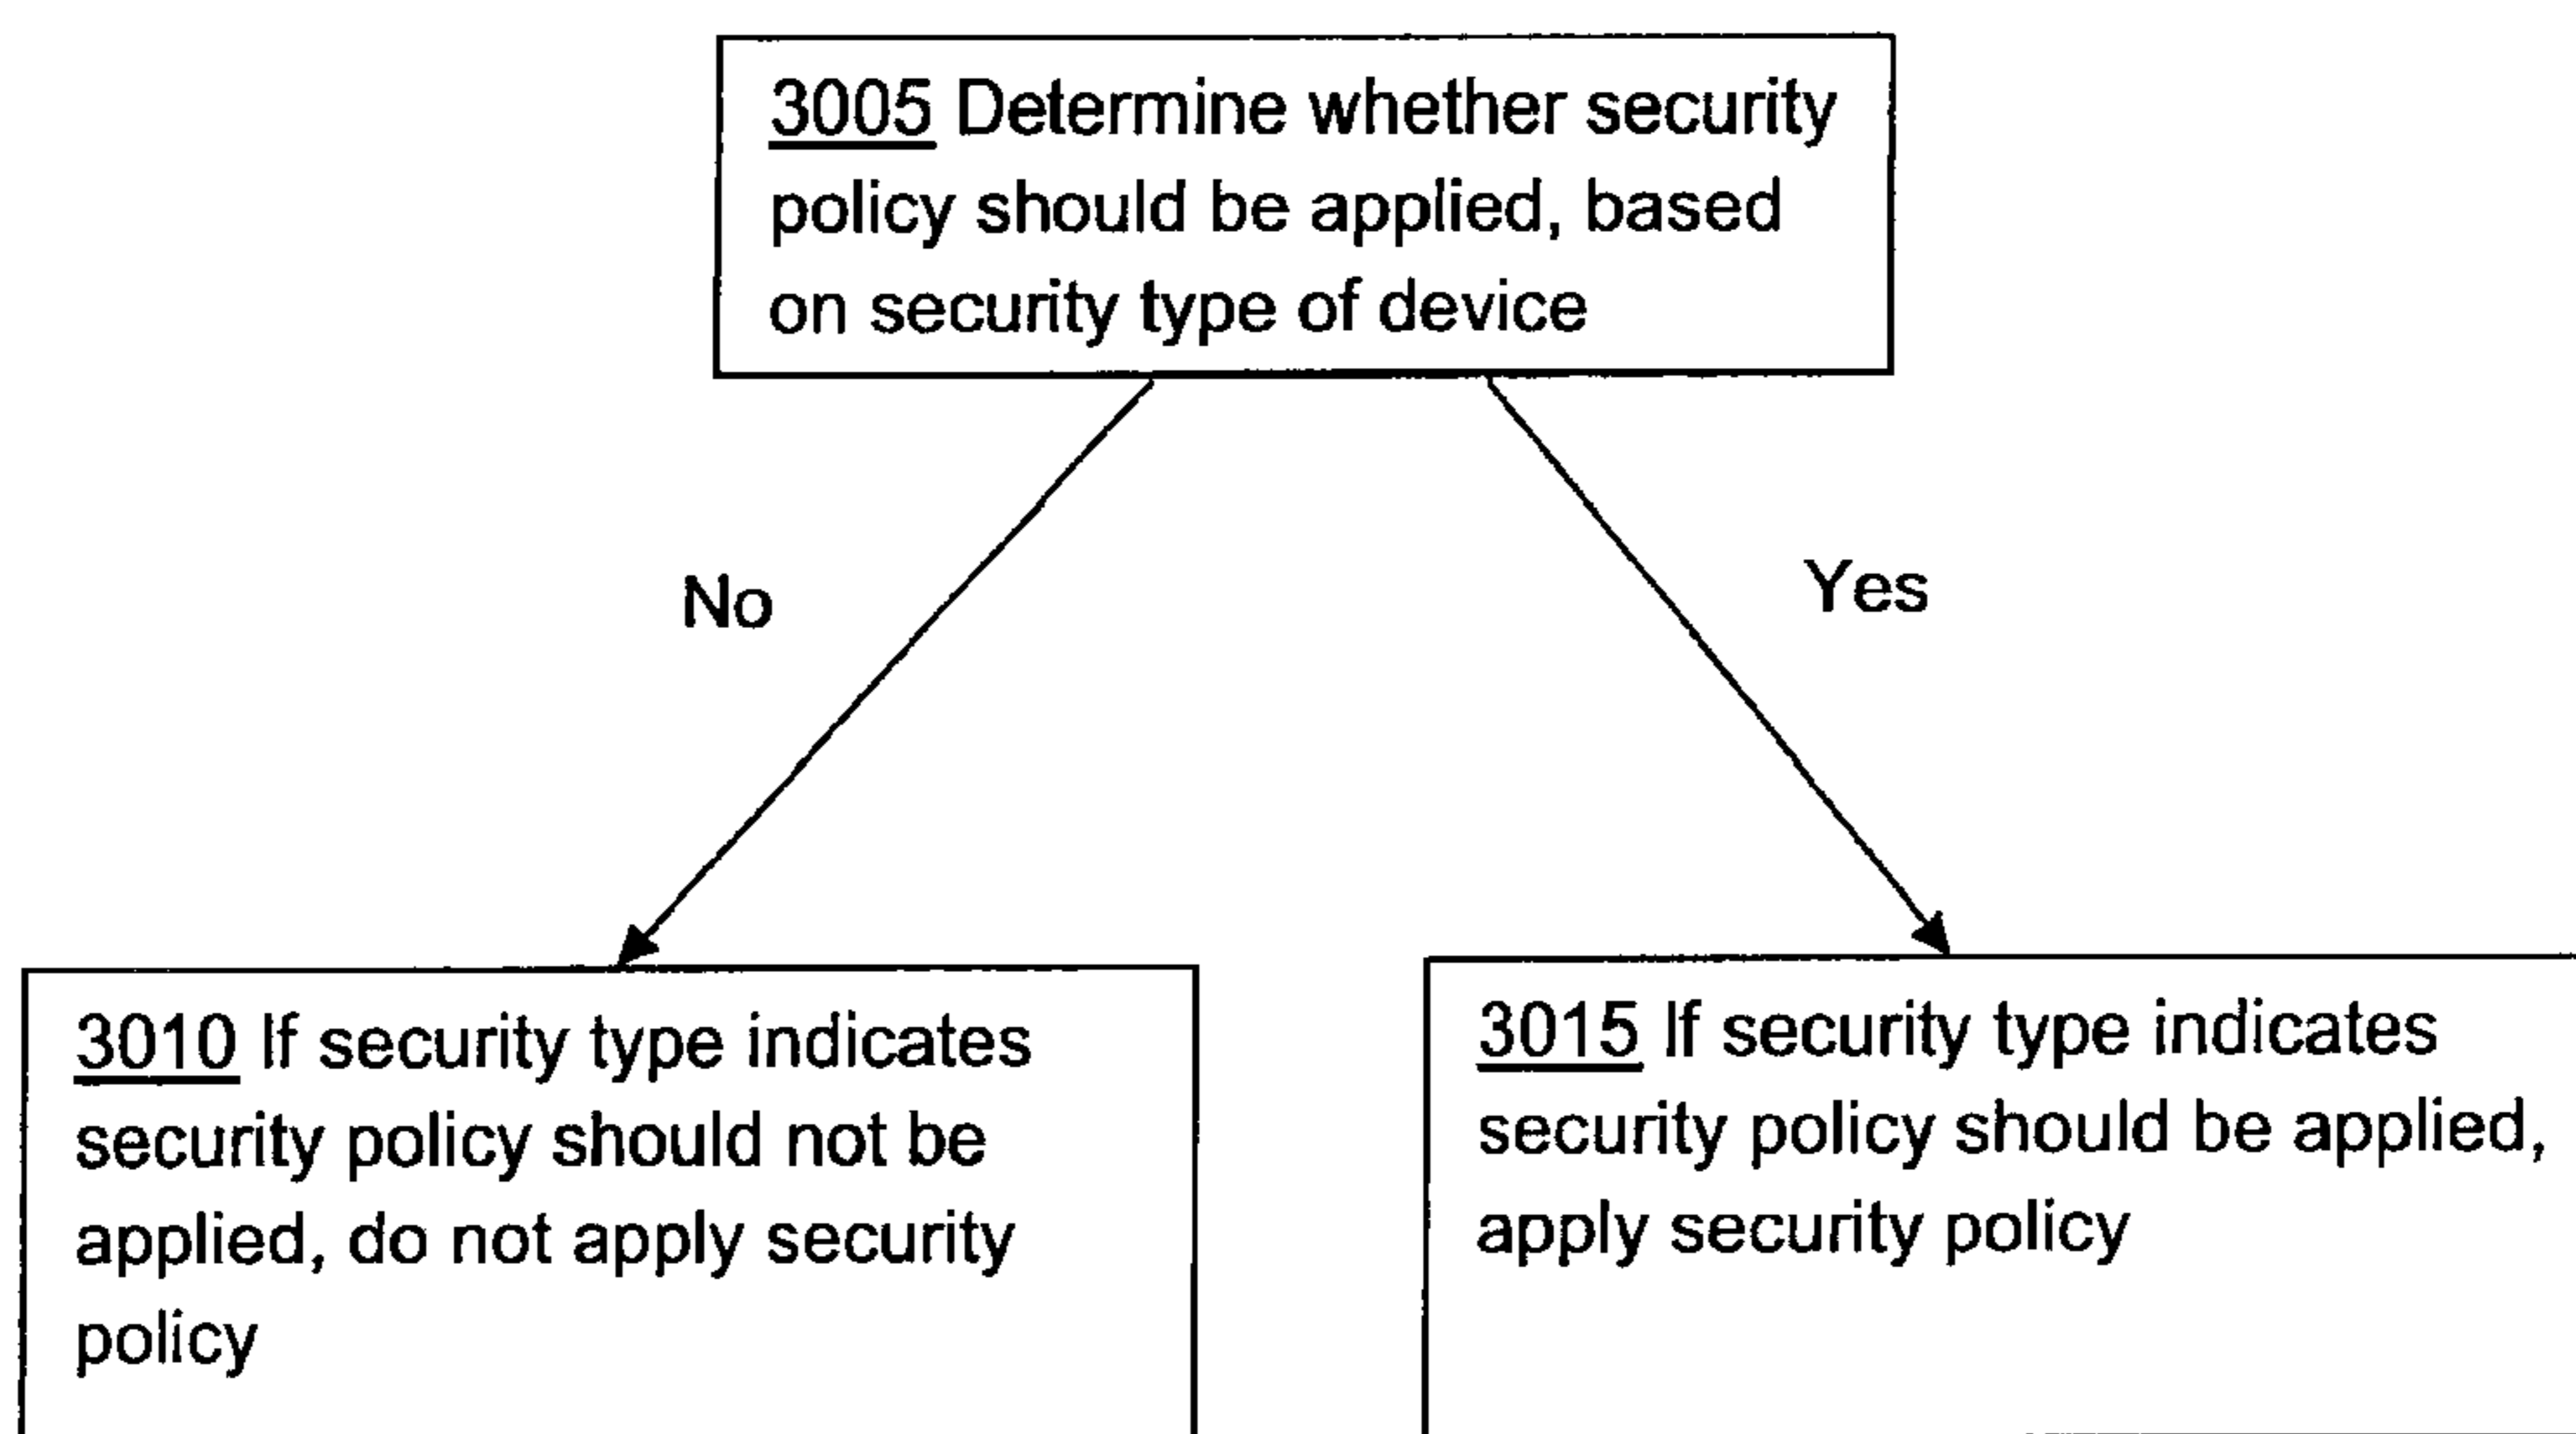 3005 Determine whether security
policy should be applied, based
on security type of device
No
Yes
3010 If security type indicates
security policy should not be
applied, do not apply security
policy
3015 If security type indicates
security policy should be applied,
apply security policy